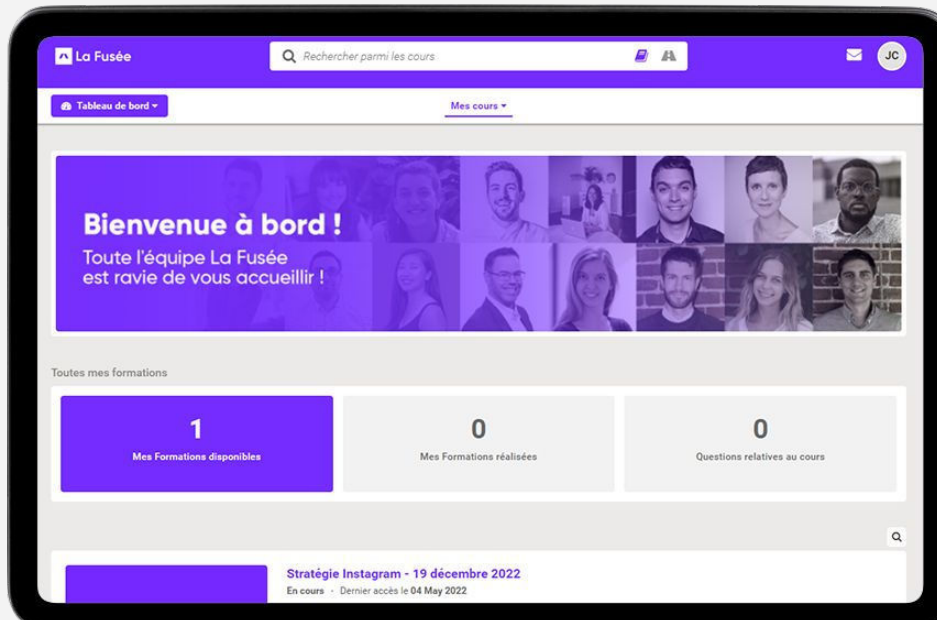 La Fusée
Rechercher parmi les cours
JC
Tableau de bord
Mes cours
Bienvenue à bord !
Toute l'équipe La Fusée
est ravie de vous accueillir !
Toutes mes formations
1
Mes Formations disponibles
0
Mes Formations réalisées
0
Questions relatives au cours
Stratégie Instagram - 19 décembre 2022
En cours · Dernier accès le 04 May 2022